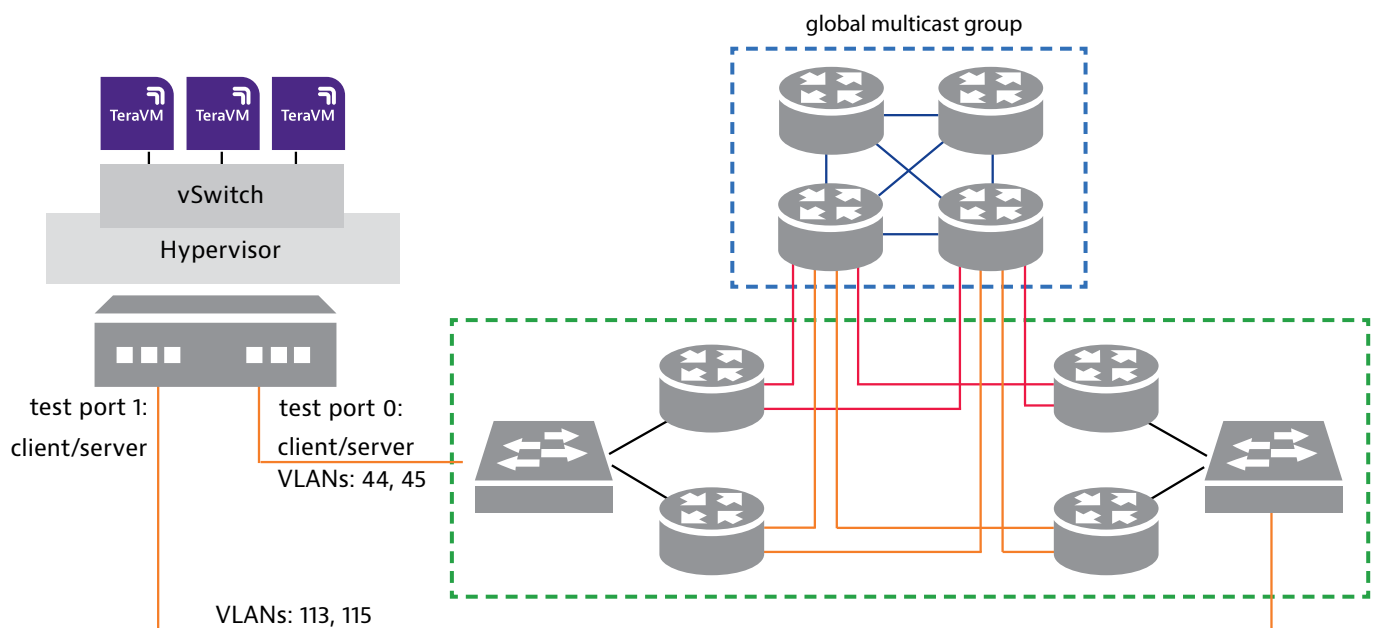 global multicast group
TeraVM
TeraVM
TeraVM
vSwitch
Hypervisor
test port 1:
client/server
test port 0:
client/server
VLANs: 44, 45
VLANs: 113, 115